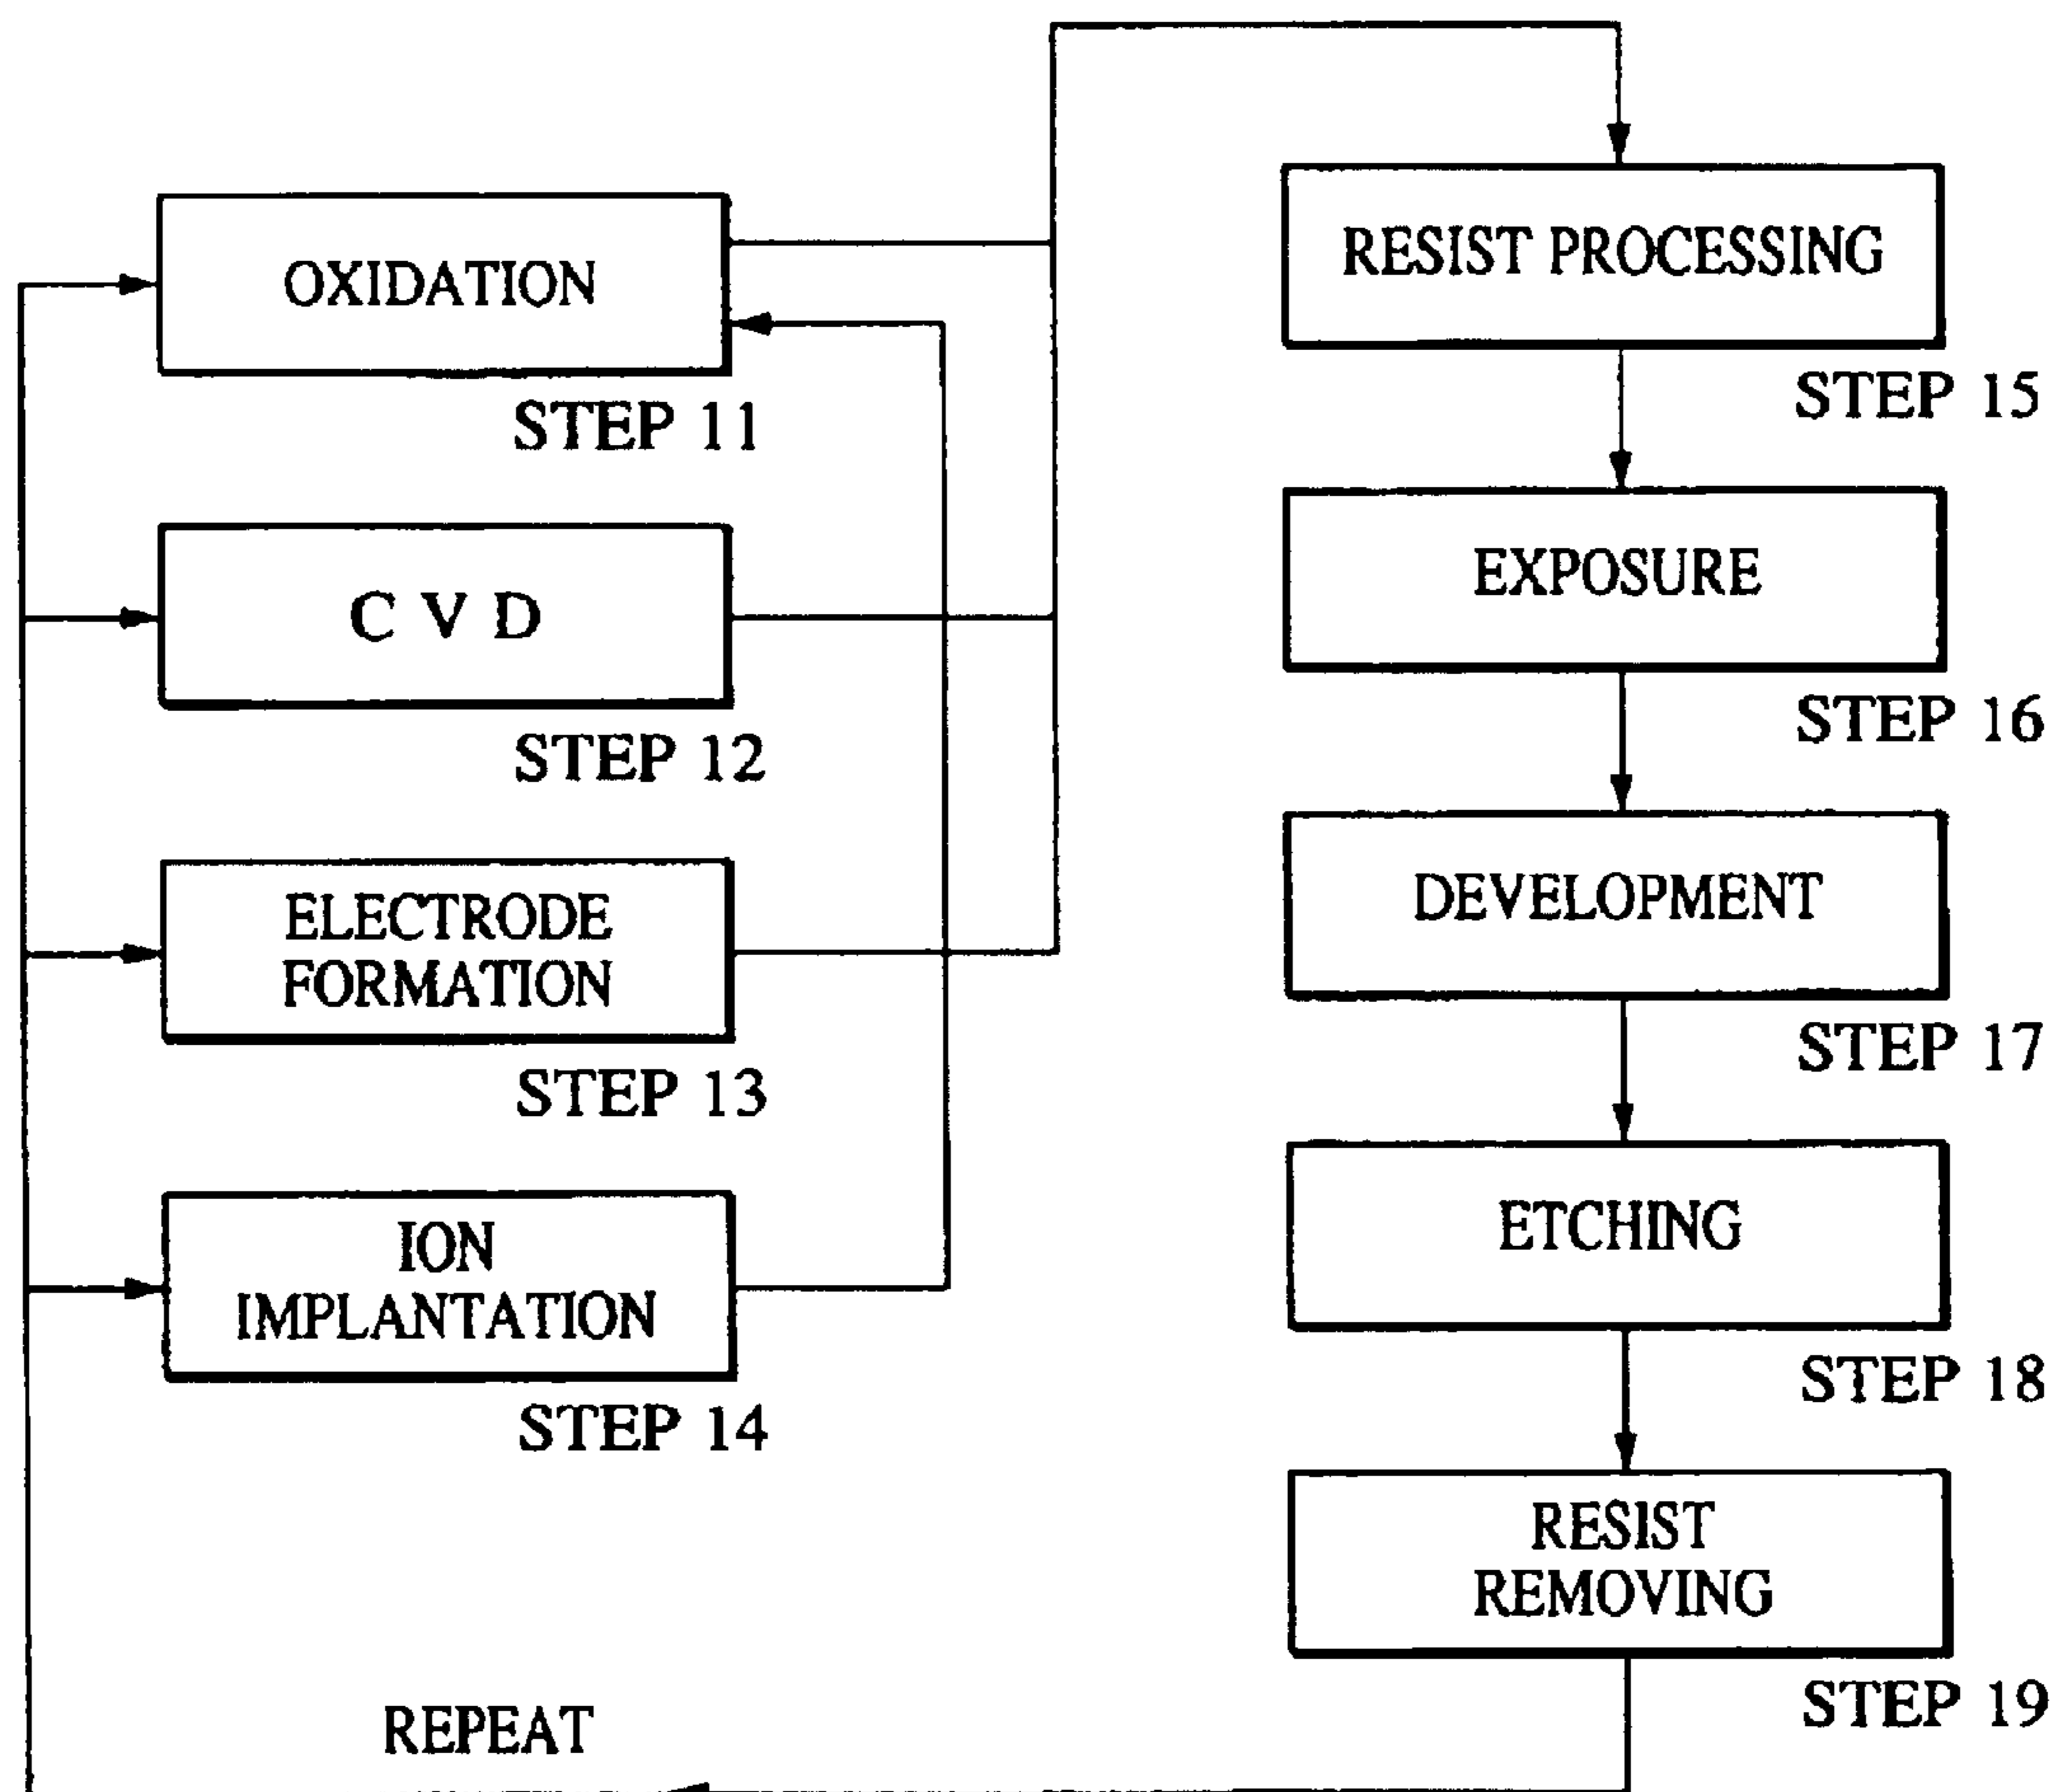 OXIDATION
STEP 11
C V D
STEP 12
ELECTRODE
FORMATION
STEP 13
ION
IMPLANTATION
STEP 14
RESIST PROCESSING
STEP 15
EXPOSURE
STEP 16
DEVELOPMENT
STEP 17
ETCHING
STEP 18
RESIST
REMOVING
STEP 19
REPEAT